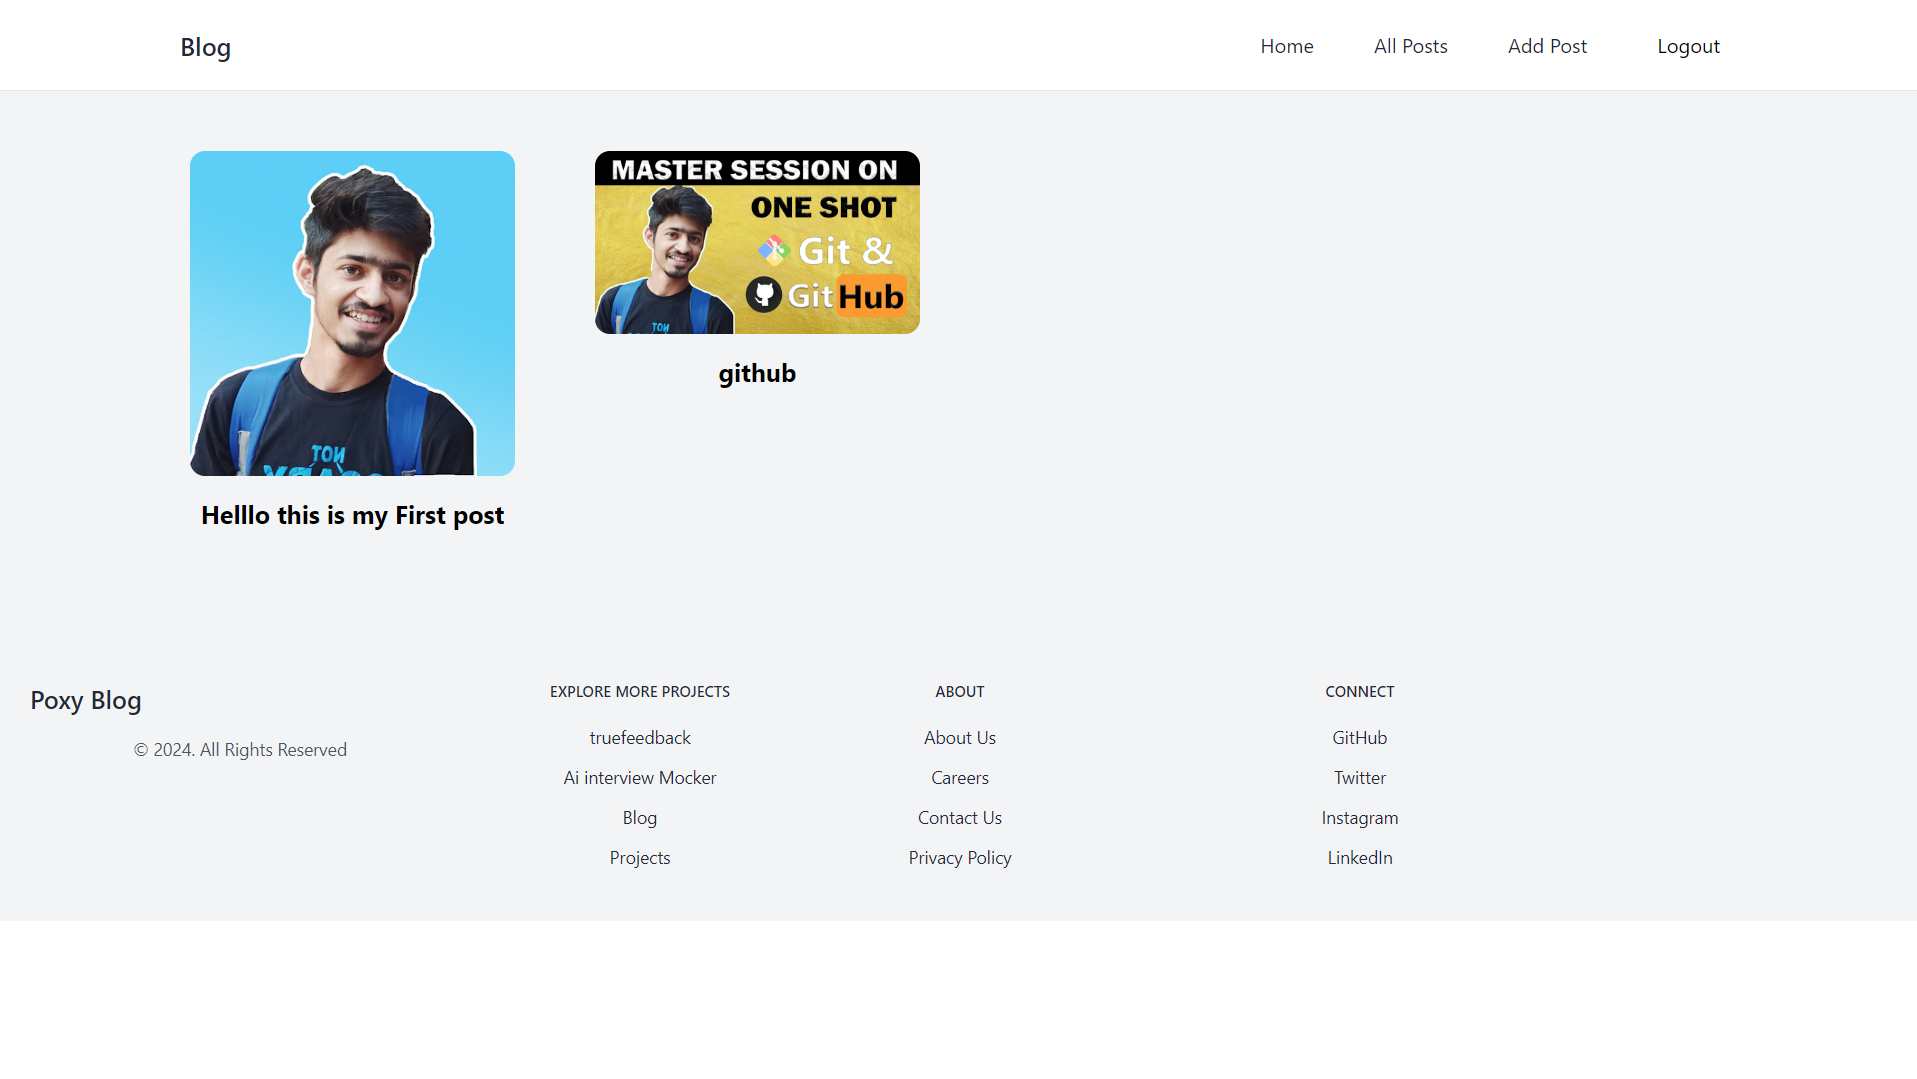 Blog
Home
All Posts
Add Post
Logout
MASTER SESSION ON
ONE SHOT
Git &
GitHub
NOT
NOT
github
Helllo this is my First post
Poxy Blog
© 2024. All Rights Reserved
EXPLORE MORE PROJECTS
truefeedback
Ai interview Mocker
Blog
Projects
ABOUT
About Us
Careers
Contact Us
Privacy Policy
CONNECT
GitHub
Twitter
Instagram
LinkedIn